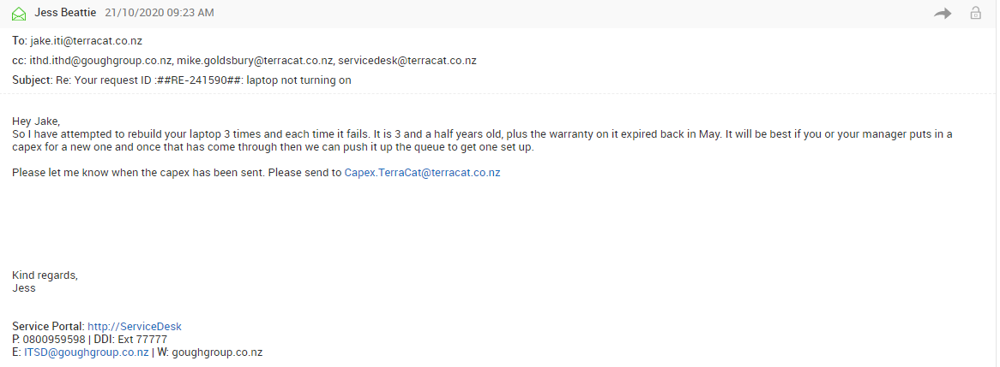 Jess Beattie 21/10/2020 09:23 AM
To: jake.iti@terracat.co.nz
cc: ithd.ithd@goughgroup.co.nz, mike.goldsbury@terracat.co.nz, servicedesk@terracat.co.nz
Subject: Re: Your request ID :##RE-241590##: laptop not turning on
Hey Jake,
So I have attempted to rebuild your laptop 3 times and each time it fails. It is 3 and a half years old, plus the warranty on it expired back in May. It will be best if you or your manager puts in a
capex for a new one and once that has come through then we can push it up the queue to get one set up.
Please let me know when the capex has been sent. Please send to Capex.TerraCat@terracat.co.nz
Kind regards,
Jess
Service Portal: http://ServiceDesk
P: 0800959598 | DDI: Ext 77777
E: ITSD@goughgroup.co.nz | W: goughgroup.co.nz